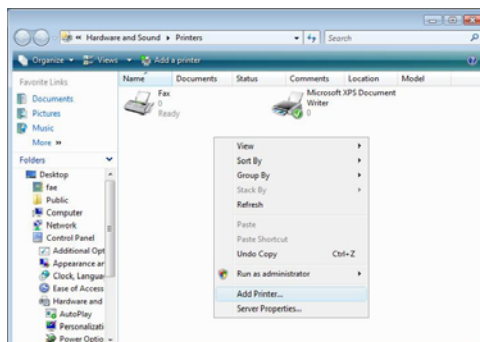 « Hardware and Sound ▸ Printers
Search
Organize
Views
Add a printer
Favorite Links
Documents
Pictures
Music
More »
Folders
Desktop
fae
Public
Computer
Network
Control Panel
Additional Opt
Appearance ar
Clock, Langua
Ease of Access
Hardware and
AutoPlay
Personalizati
Power Optio
Name Documents Status Comments Location Model
Fax
0
Ready
Microsoft XPS Document
Writer
0
View
Sort By
Group By
Stack By
Refresh
Paste
Paste Shortcut
Undo Copy Ctrl+Z
Run as administrator
Add Printer...
Server Properties...